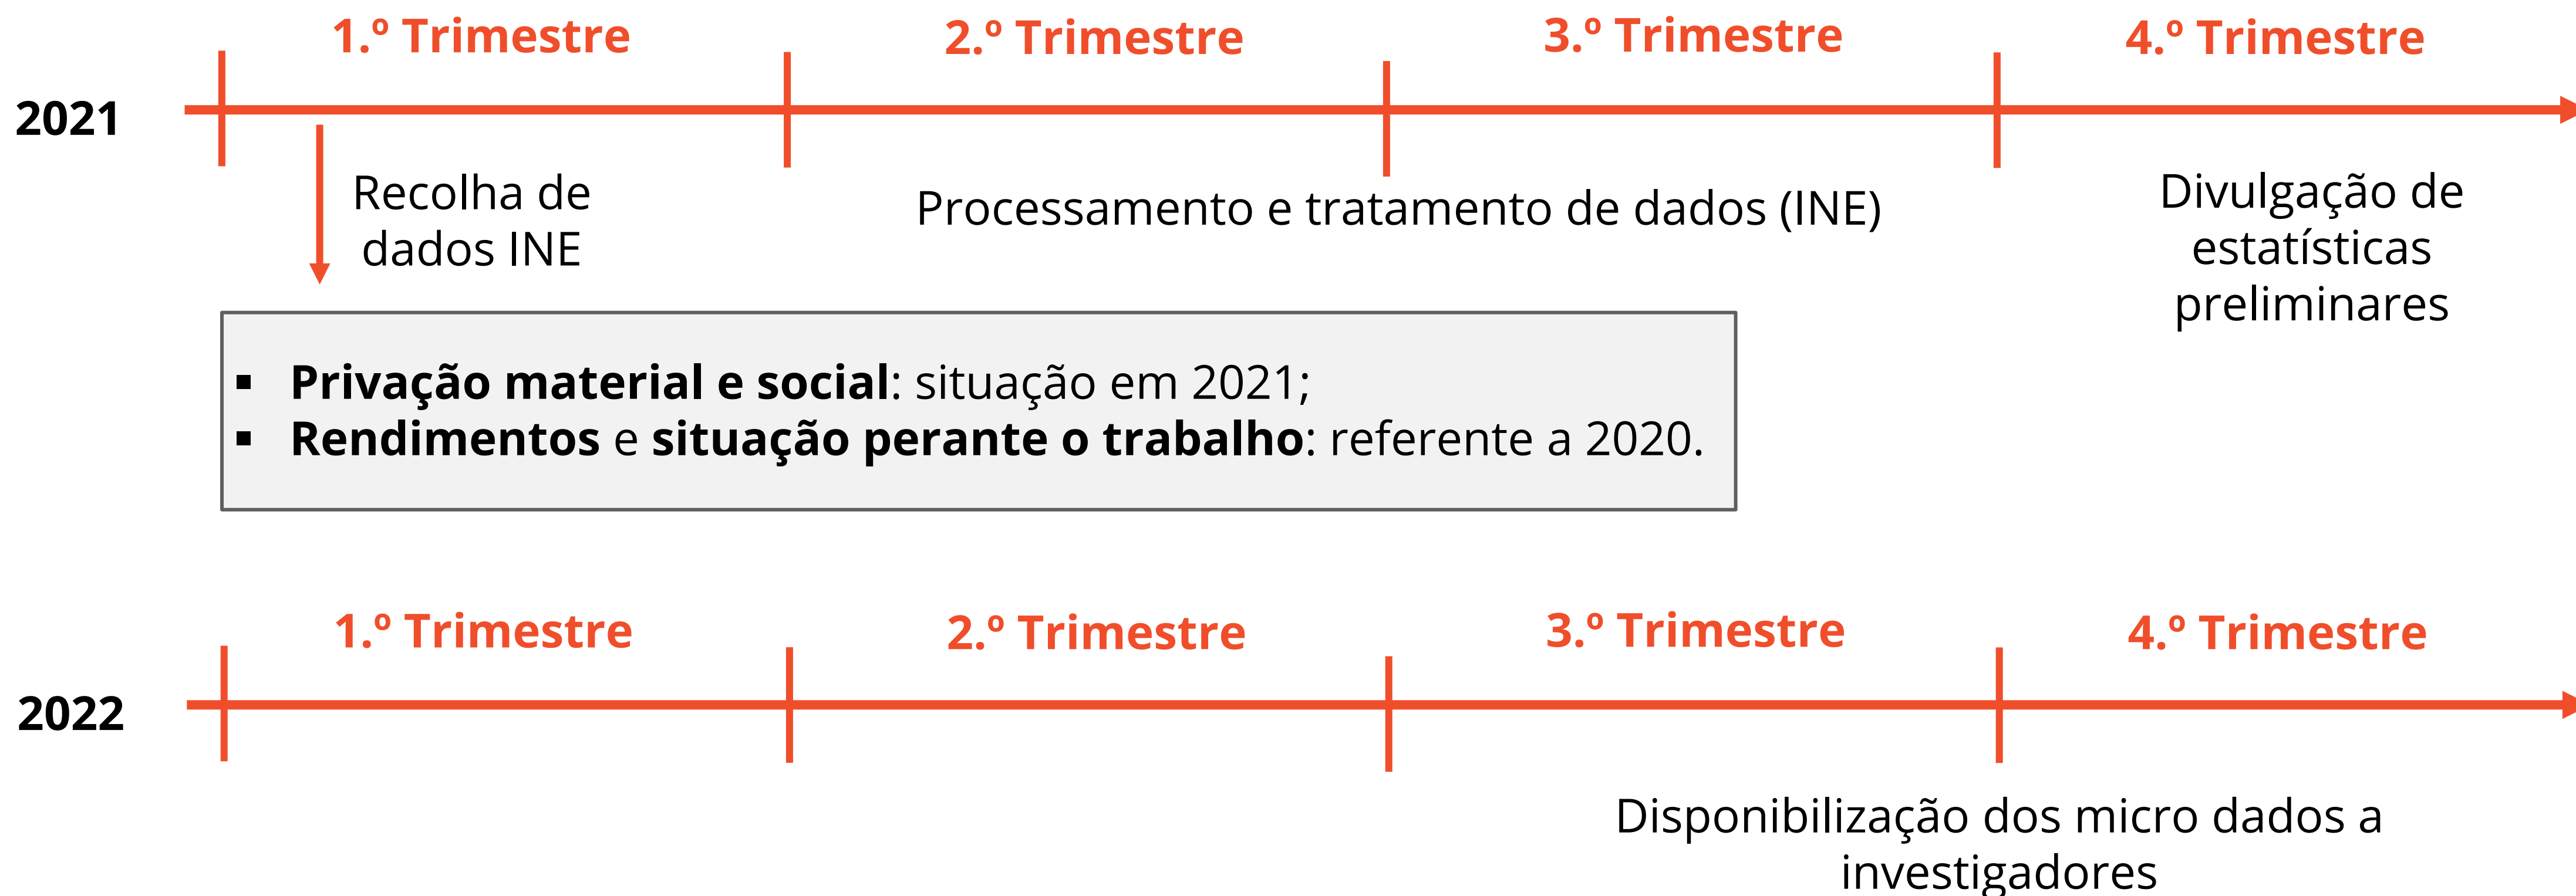 1.º Trimestre
2.º Trimestre
3.º Trimestre
4.º Trimestre
2021
Recolha de
dados INE
Processamento e tratamento de dados (INE)
Divulgação de
estatísticas
preliminares
▪ Privação material e social: situação em 2021;
▪ Rendimentos e situação perante o trabalho: referente a 2020.
1.º Trimestre
2.º Trimestre
3.º Trimestre
4.º Trimestre
2022
Disponibilização dos micro dados a
investigadores